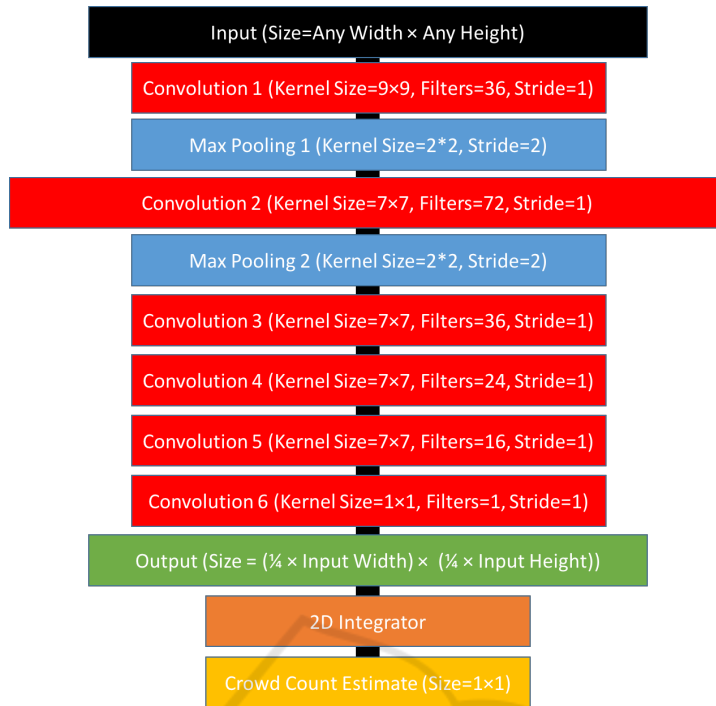 Input (Size=Any Width × Any Height)
Convolution 1 (Kernel Size=9×9, Filters=36, Stride=1)
Max Pooling 1 (Kernel Size=2*2, Stride=2)
Convolution 2 (Kernel Size=7×7, Filters=72, Stride=1)
Max Pooling 2 (Kernel Size=2*2, Stride=2)
Convolution 3 (Kernel Size=7×7, Filters=36, Stride=1)
Convolution 4 (Kernel Size=7×7, Filters=24, Stride=1)
Convolution 5 (Kernel Size=7×7, Filters=16, Stride=1)
Convolution 6 (Kernel Size=1×1, Filters=1, Stride=1)
Output (Size = (¼ × Input Width) × (¼ × Input Height))
2D Integrator
Crowd Count Estimate (Size=1×1)